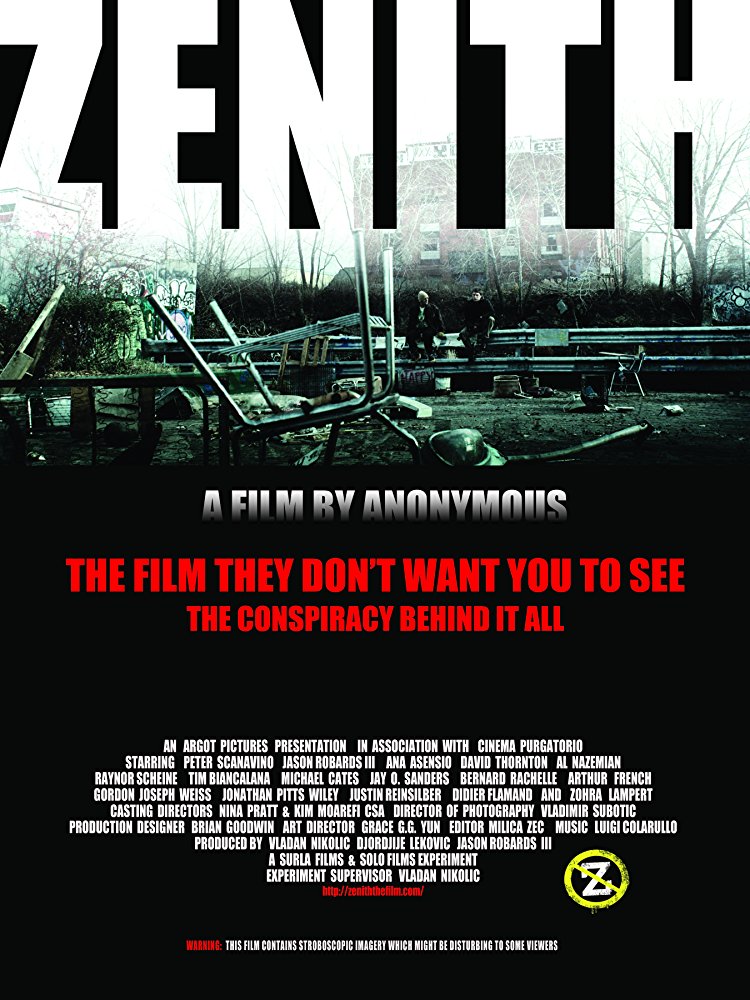 ZENITH
A FILM BY ANONYMOUS
THE FILM THEY DON'T WANT YOU TO SEE
THE CONSPIRACY BEHIND IT ALL
AN ARGOT PICTURES PRESENTATION IN ASSOCIATION WITH CINEMA PURGATORIO
STARRING PETER SCANAVINO JASON ROBARDS III ANA ASENSIO DAVID THORNTON AL NAZEMIAN
RAYNOR SCHEINE TIM BIANCALANA MICHAEL CATES JAY O. SANDERS BERNARD RACHELLE ARTHUR FRENCH
GORDON JOSEPH WEISS JONATHAN PITTS WILEY JUSTIN REINSILBER DIDIER FLAMAND AND ZOHRA LAMPERT
CASTING DIRECTORS NINA PRATT & KIM MOAREFI CSA DIRECTOR OF PHOTOGRAPHY VLADIMIR SUBOTIC
PRODUCTION DESIGNER BRIAN GOODWIN ART DIRECTOR GRACE G.G. YUN EDITOR MILICA ZEC MUSIC LUIGI COLARULLO
PRODUCED BY VLADAN NIKOLIC DJORDJIJE LEKOVIC JASON ROBARDS III
A SURLA FILMS & SOLO FILMS EXPERIMENT
EXPERIMENT SUPERVISOR VLADAN NIKOLIC
http://zeniththefilm.com/
Z
WARNING: THIS FILM CONTAINS STROBOSCOPIC IMAGERY WHICH MIGHT BE DISTURBING TO SOME VIEWERS